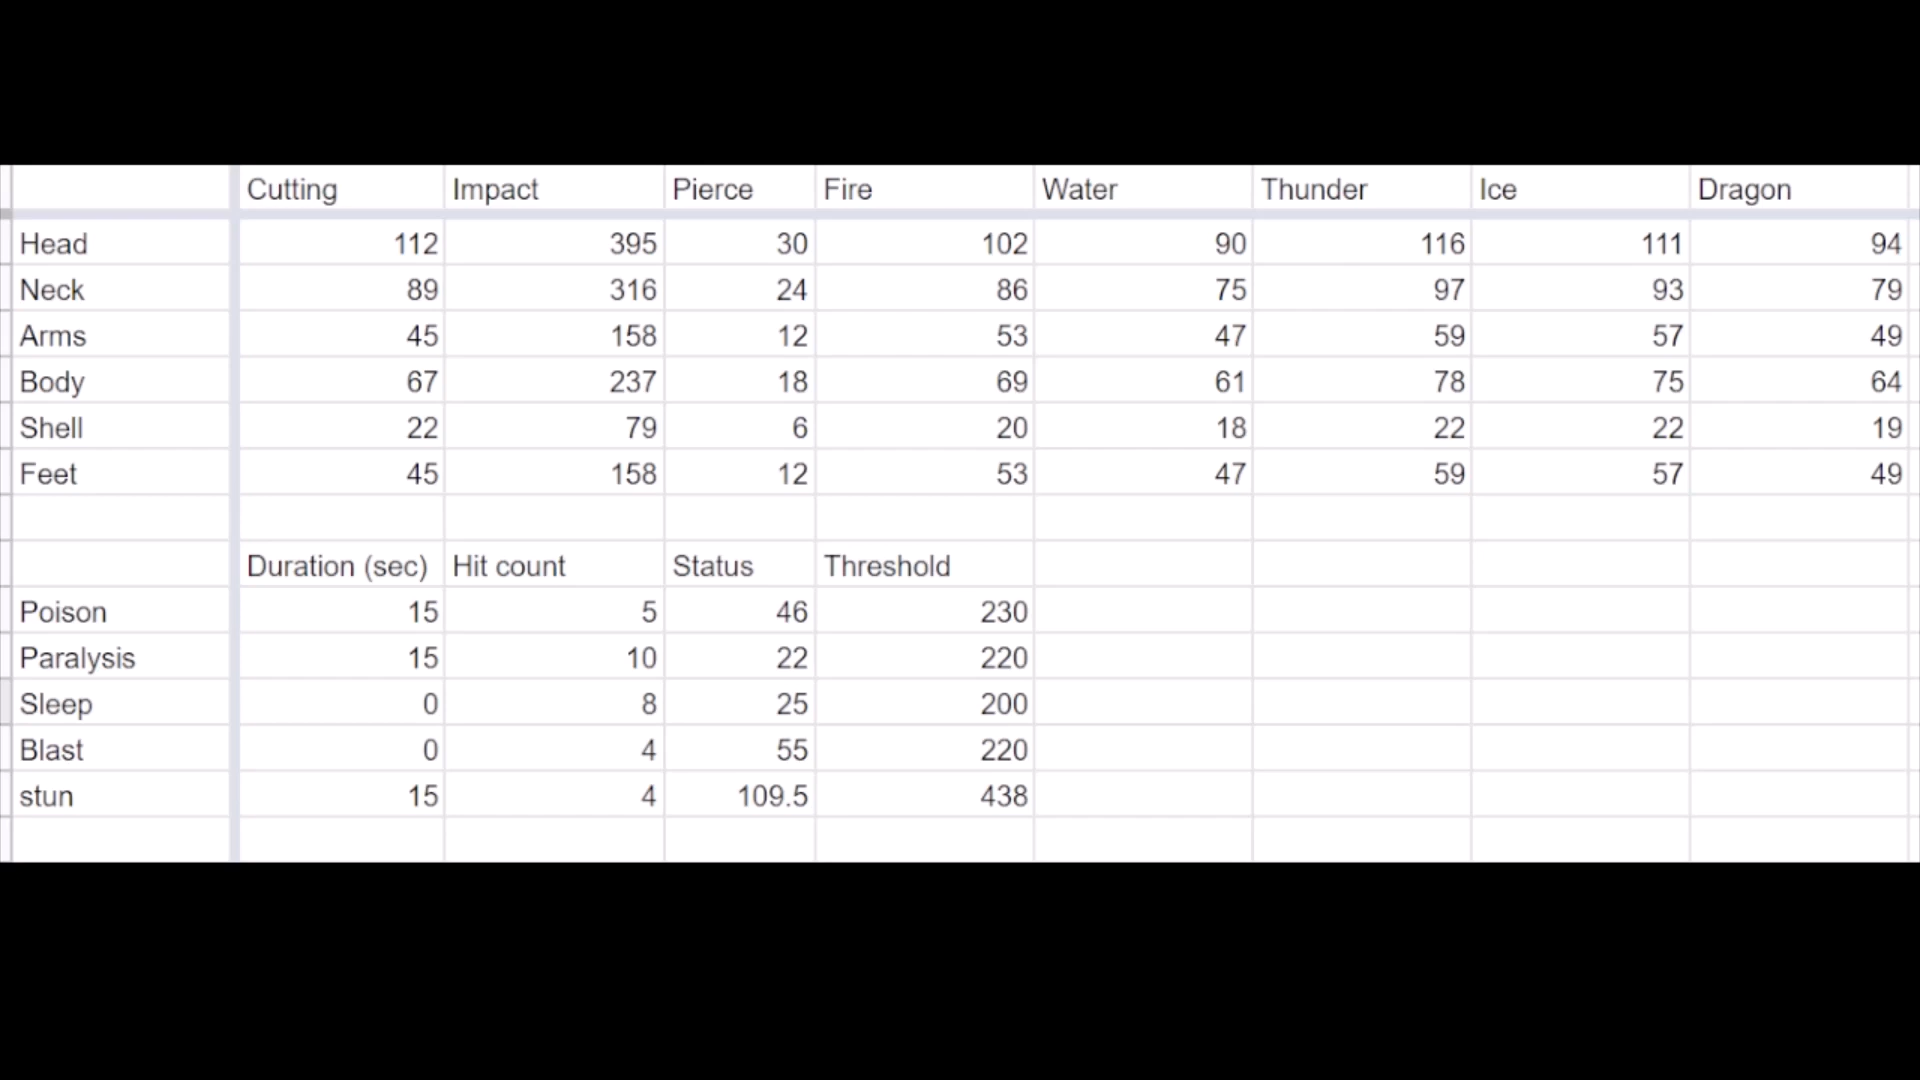 Cutting Impact Pierce Fire Water Thunder Ice Dragon
Head 112 395 30 102 90 116 111 94
Neck 89 316 24 86 75 97 93 79
Arms 45 158 12 53 47 59 57 49
Body 67 237 18 69 61 78 75 64
Shell 22 79 6 20 18 22 22 19
Feet 45 158 12 53 47 59 57 49
Duration (sec) Hit count Status Threshold
Poison 15 5 46 230
Paralysis 15 10 22 220
Sleep 0 8 25 200
Blast 0 4 55 220
stun 15 4 109.5 438